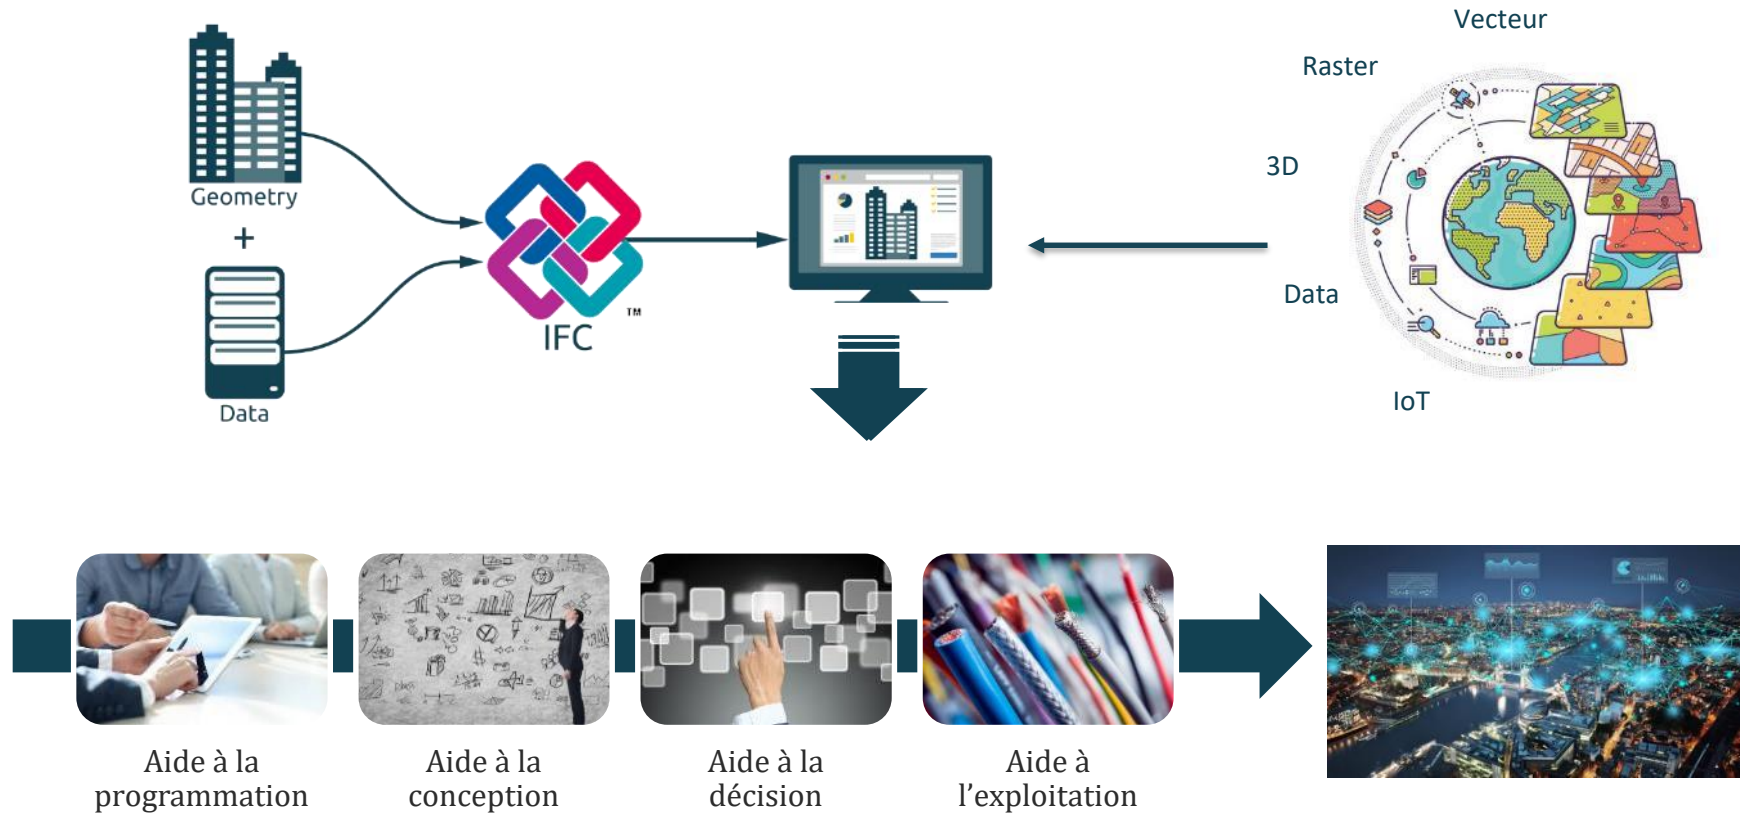 Vecteur
Raster
3D
Data
IoT
Geometry
+
Data
IFC
TM
Aide à la
programmation
Aide à la
conception
Aide à la
décision
Aide à
l'exploitation